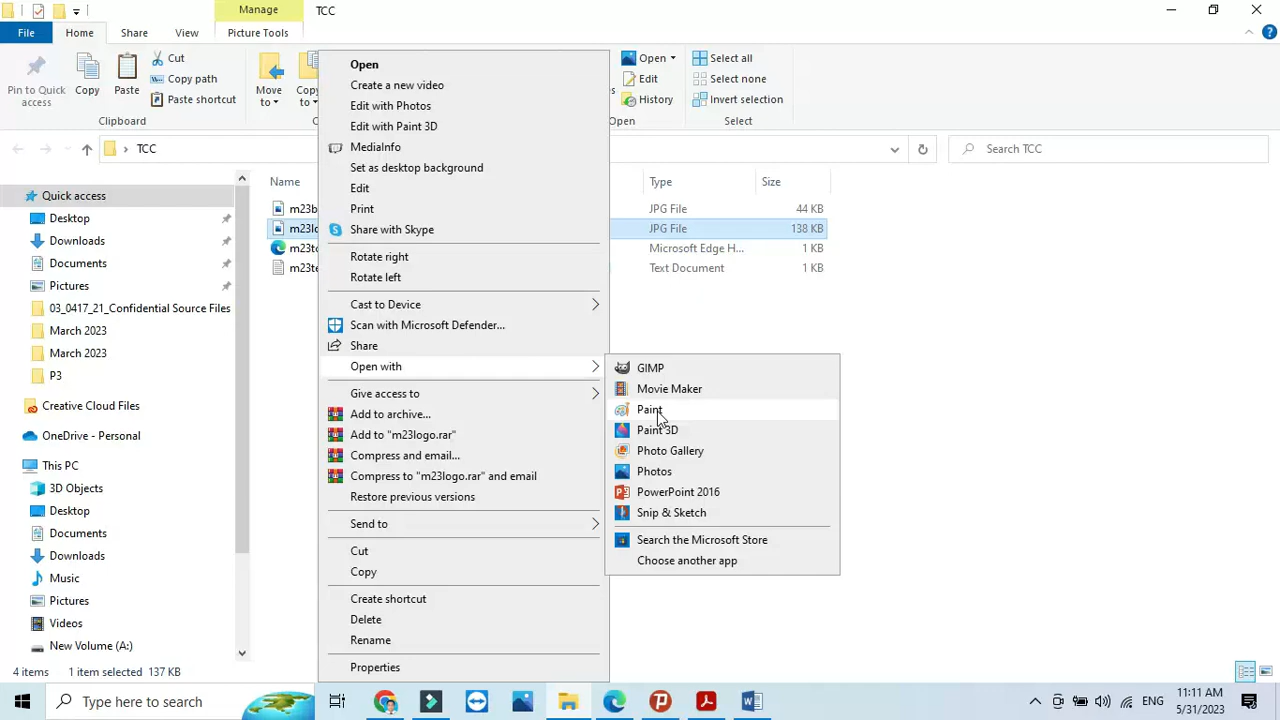 Manage
TCC
File
Home
Share
View
Picture Tools
Pin to Quick
access
Copy
Paste
Cut
Copy path
Paste shortcut
Clipboard
Move
to
Copy
to
Open
Edit
History
Open
Select all
Select none
Invert selection
Select
TCC
Search TCC
Name
Type
Size
JPG File
44 KB
JPG File
138 KB
Microsoft Edge H...
1 KB
Text Document
1 KB
Quick access
Desktop
Downloads
Documents
Pictures
03_0417_21_Confidential Source Files
March 2023
March 2023
P3
Creative Cloud Files
OneDrive - Personal
This PC
3D Objects
Desktop
Documents
Downloads
Music
Pictures
Videos
New Volume (A:)
Open
Create a new video
Edit with Photos
Edit with Paint 3D
MediaInfo
Set as desktop background
Edit
Print
Share with Skype
Rotate right
Rotate left
Cast to Device
Scan with Microsoft Defender...
Share
Open with
Give access to
Add to archive...
Add to "m23logo.rar"
Compress and email...
Compress to "m23logo.rar" and email
Restore previous versions
Send to
Cut
Copy
Create shortcut
Delete
Rename
Properties
GIMP
Movie Maker
Paint
Paint 3D
Photo Gallery
Photos
PowerPoint 2016
Snip & Sketch
Search the Microsoft Store
Choose another app
4 items
1 item selected 137 KB
Type here to search
ENG
11:11 AM
5/31/2023